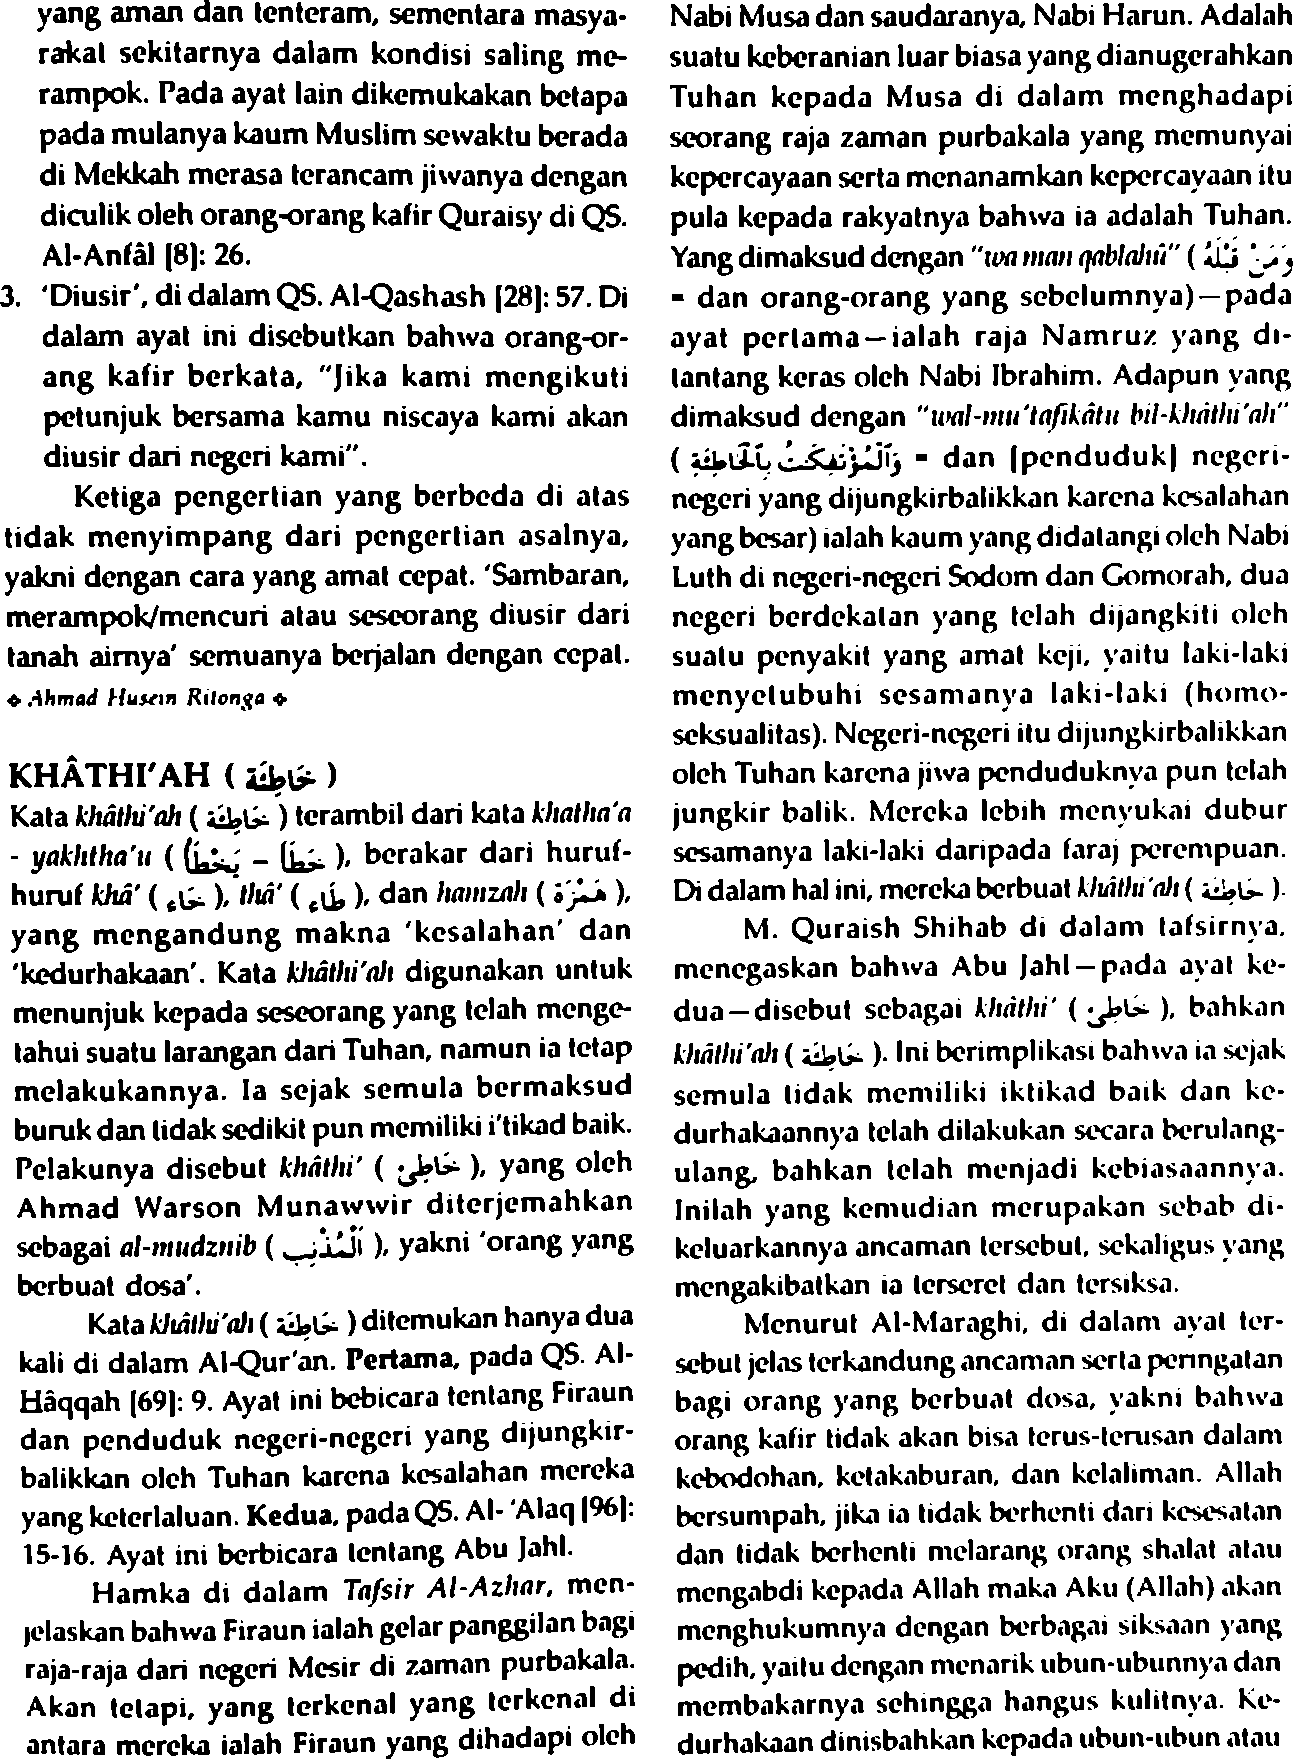 yang aman dan tenteram, sementara masya-
rakat sekitarnya dalam kondisi saling me-
rampok. Pada ayat lain dikemukakan betapa
pada mulanya kaum Muslim sewaktu berada
di Mekkah merasa terancam jiwanya dengan
diculik oleh orang-orang kafir Quraisy di QS.
Al-Anfâl [8]: 26.
3. 'Diusir', di dalam QS. Al-Qashash [28]: 57. Di
dalam ayat ini disebutkan bahwa orang-or-
ang kafir berkata, "Jika kami mengikuti
petunjuk bersama kamu niscaya kami akan
diusir dari negeri kami".
Ketiga pengertian yang berbeda di atas
tidak menyimpang dari pengertian asalnya,
yakni dengan cara yang amat cepat. 'Sambaran,
merampok/mencuri atau seseorang diusir dari
tanah airnya' semuanya berjalan dengan cepat.
❖ Ahmad Husein Ritonga ❖
KHÂTHI'AH ( خَاطِئَة )
Kata khâthi'ah ( خَاطِئَة ) terambil dari kata khatha'a
- yakhtha'u ( خَطَأَ – يَخْطَأُ ), berakar dari huruf-
huruf khâ' ( خَاء ), thâ' ( طَاء ), dan hamzah ( هَمْزَة ),
yang mengandung makna 'kesalahan' dan
'kedurhakaan'. Kata khâthi'ah digunakan untuk
menunjuk kepada seseorang yang telah menge-
tahui suatu larangan dari Tuhan, namun ia tetap
melakukannya. Ia sejak semula bermaksud
buruk dan tidak sedikit pun memiliki i'tikad baik.
Pelakunya disebut khâthi' ( خَاطِئ ), yang oleh
Ahmad Warson Munawwir diterjemahkan
sebagai al-mudznib ( اَلْمُذْنِب ), yakni 'orang yang
berbuat dosa'.
Kata khâthi'ah ( خَاطِئَة ) ditemukan hanya dua
kali di dalam Al-Qur'an. Pertama, pada QS. Al-
Hâqqah [69]: 9. Ayat ini bebicara tentang Firaun
dan penduduk negeri-negeri yang dijungkir-
balikkan oleh Tuhan karena kesalahan mereka
yang keterlaluan. Kedua, pada QS. Al- 'Alaq [96]:
15-16. Ayat ini berbicara tentang Abu Jahl.
Hamka di dalam Tafsir Al-Azhar, men-
jelaskan bahwa Firaun ialah gelar panggilan bagi
raja-raja dari negeri Mesir di zaman purbakala.
Akan tetapi, yang terkenal yang terkenal di
antara mereka ialah Firaun yang dihadapi oleh
Nabi Musa dan saudaranya, Nabi Harun. Adalah
suatu keberanian luar biasa yang dianugerahkan
Tuhan kepada Musa di dalam menghadapi
seorang raja zaman purbakala yang memunyai
kepercayaan serta menanamkan kepercayaan itu
pula kepada rakyatnya bahwa ia adalah Tuhan.
Yang dimaksud dengan "wa man qablahû" ( وَمَنْ قَبْلَهُ
= dan orang-orang yang sebelumnya)—pada
ayat pertama—ialah raja Namruz yang di-
tantang keras oleh Nabi Ibrahim. Adapun yang
dimaksud dengan "wal-mu'tafikâtu bil-khâthi'ah"
( وَٱلْمُؤْتَفِكَـٰتُ بِٱلْخَاطِئَةِ = dan [penduduk] negeri-
negeri yang dijungkirbalikkan karena kesalahan
yang besar) ialah kaum yang didatangi oleh Nabi
Luth di negeri-negeri Sodom dan Gomorah, dua
negeri berdekatan yang telah dijangkiti oleh
suatu penyakit yang amat keji, yaitu laki-laki
menyetubuhi sesamanya laki-laki (homo-
seksualitas). Negeri-negeri itu dijungkirbalikkan
oleh Tuhan karena jiwa penduduknya pun telah
jungkir balik. Mereka lebih menyukai dubur
sesamanya laki-laki daripada faraj perempuan.
Di dalam hal ini, mereka berbuat khâthi'ah ( خَاطِئَة ).
M. Quraish Shihab di dalam tafsirnya,
menegaskan bahwa Abu Jahl—pada ayat ke-
dua—disebut sebagai khâthi' ( خَاطِئ ), bahkan
khâthi'ah ( خَاطِئَة ). Ini berimplikasi bahwa ia sejak
semula tidak memiliki iktikad baik dan ke-
durhakaannya telah dilakukan secara berulang-
ulang, bahkan telah menjadi kebiasaannya.
Inilah yang kemudian merupakan sebab di-
keluarkannya ancaman tersebut, sekaligus yang
mengakibatkan ia terseret dan tersiksa.
Menurut Al-Maraghi, di dalam ayat ter-
sebut jelas terkandung ancaman serta peringatan
bagi orang yang berbuat dosa, yakni bahwa
orang kafir tidak akan bisa terus-terusan dalam
kebodohan, ketakaburan, dan kelaliman. Allah
bersumpah, jika ia tidak berhenti dari kesesatan
dan tidak berhenti melarang orang shalat atau
mengabdi kepada Allah maka Aku (Allah) akan
menghukumnya dengan berbagai siksaan yang
pedih, yaitu dengan menarik ubun-ubunnya dan
membakarnya sehingga hangus kulitnya. Ke-
durhakaan dinisbahkan kepada ubun-ubun atau